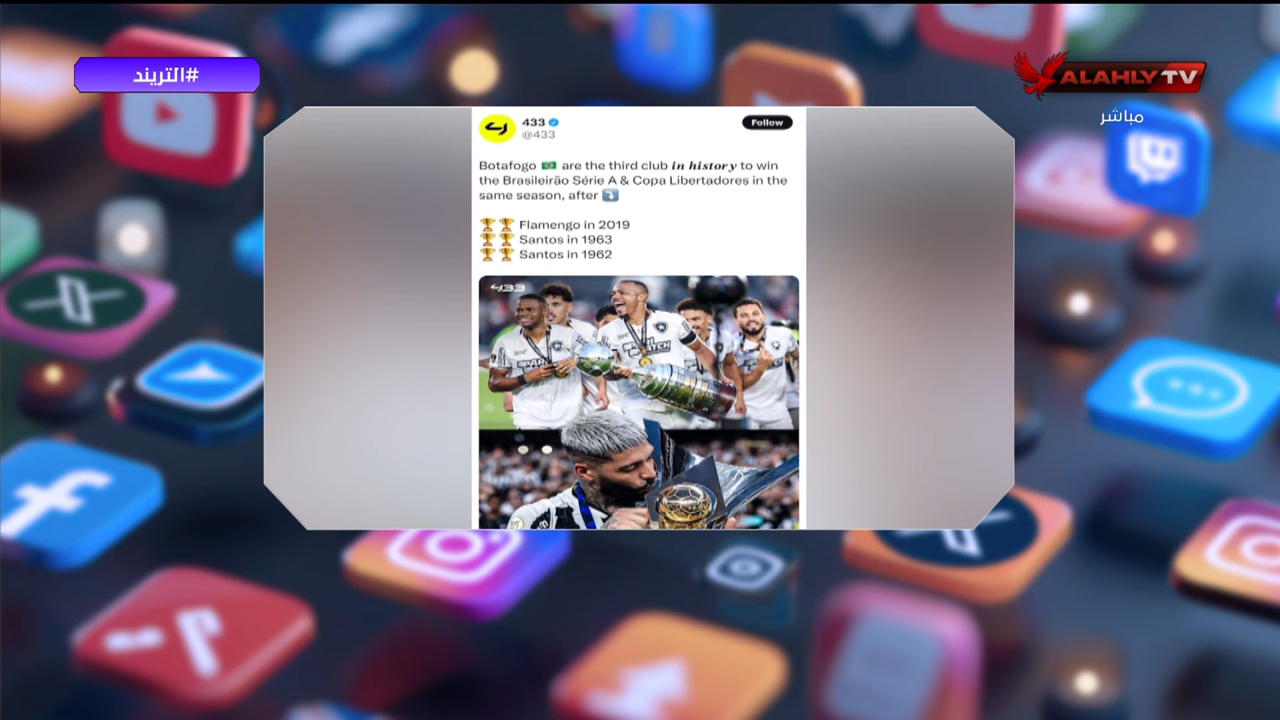 #التريند
ALAHLY TV
مباشر
433
@433
Follow
Botafogo 🇧🇷 are the third club in history to win
the Brasileirão Série A & Copa Libertadores in the
same season, after ⤵️
🏆🏆 Flamengo in 2019
🏆🏆 Santos in 1963
🏆🏆 Santos in 1962
433